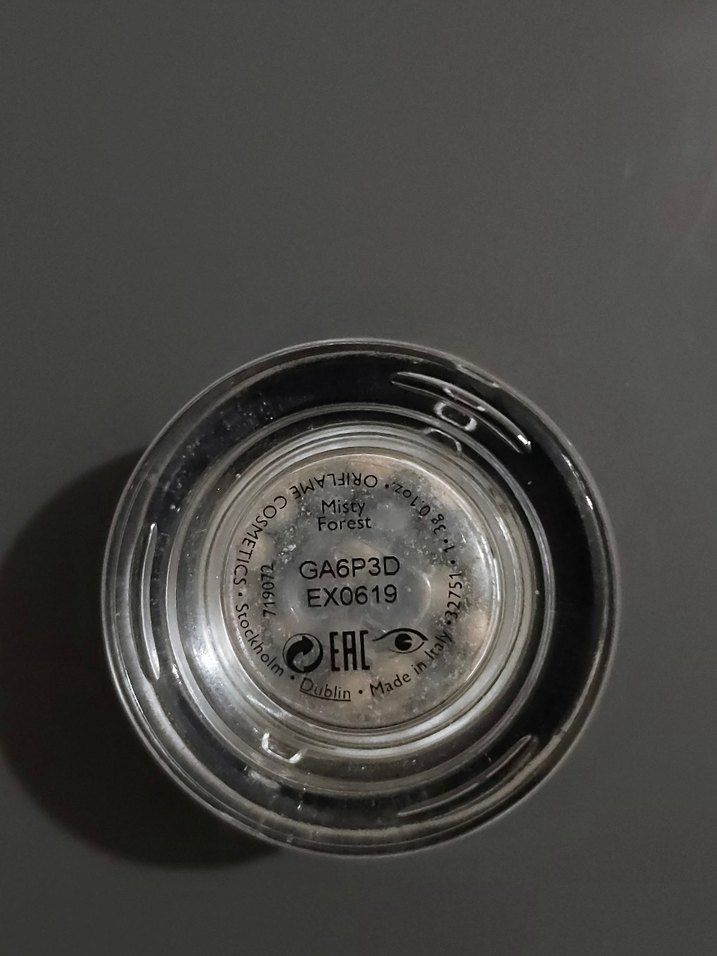 Misty
Forest
GA6P3D
EX0619
EAC
719072
ORIFLAME COSMETICS • Stockholm • Dublin • Made in Italy • 32751 • 1.3g 0.1oz. •